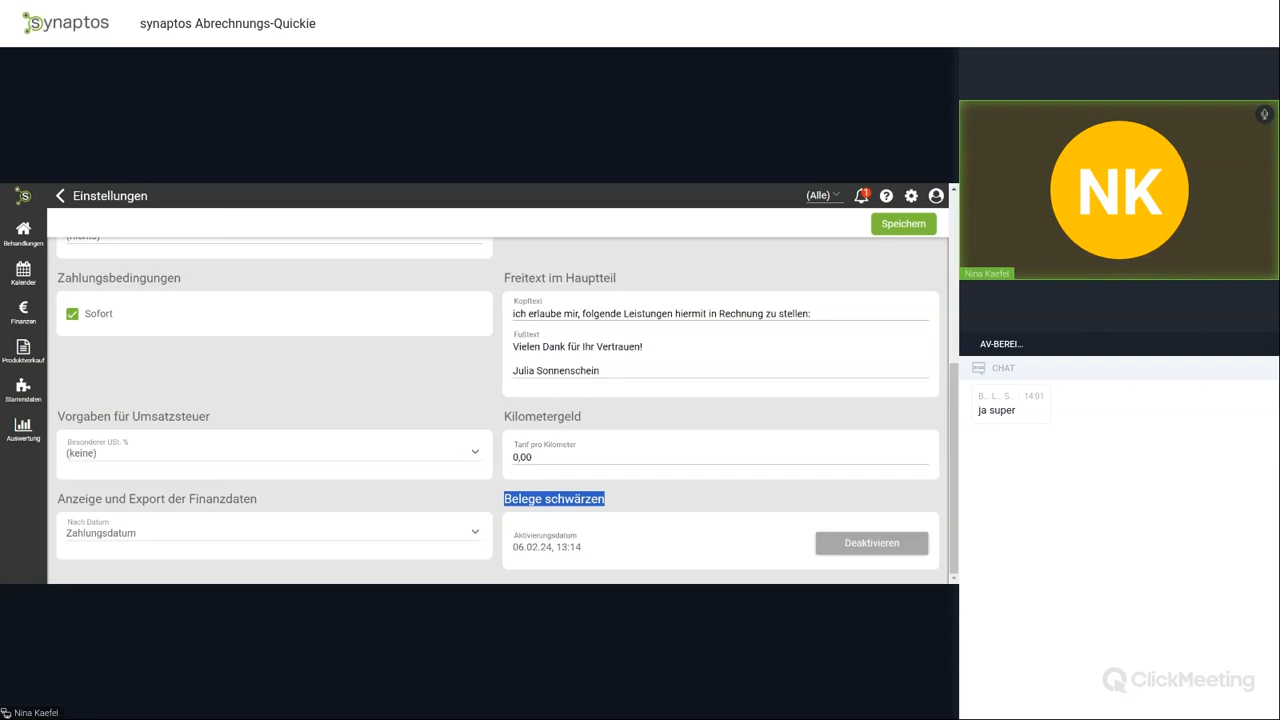 synaptos
synaptos Abrechnungs-Quickie
Einstellungen
(Alle)
1
Speichern
Behandlungen
Kalender
Finanzen
Produktverkauf
Stammdaten
Auswertung
Zahlungsbedingungen
Sofort
Freitext im Hauptteil
Kopftext
ich erlaube mir, folgende Leistungen hiermit in Rechnung zu stellen:
Fußtext
Vielen Dank für Ihr Vertrauen!
Julia Sonnenschein
Vorgaben für Umsatzsteuer
Besonderer USt. %
(keine)
Kilometergeld
Tarif pro Kilometer
0,00
Anzeige und Export der Finanzdaten
Nach Datum
Zahlungsdatum
Belege schwärzen
Aktivierungsdatum
06.02.24, 13:14
Deaktivieren
NK
Nina Kaefel
AV-BEREI...
CHAT
B... L... S... 14:01
ja super
ClickMeeting
Nina Kaefel